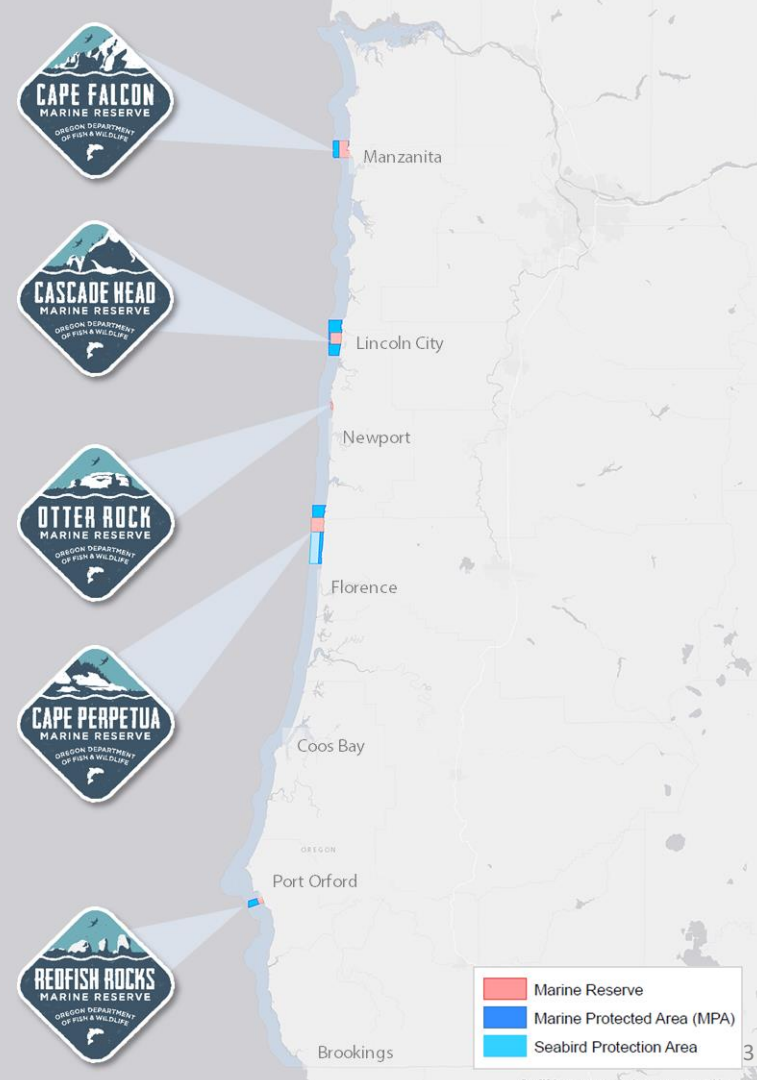 CAPE FALCON
MARINE RESERVE
OREGON DEPARTMENT
OF FISH & WILDLIFE
Manzanita
CASCADE HEAD
MARINE RESERVE
OREGON DEPARTMENT
OF FISH & WILDLIFE
Lincoln City
Newport
OTTER ROCK
MARINE RESERVE
OREGON DEPARTMENT
OF FISH & WILDLIFE
Florence
CAPE PERPETUA
MARINE RESERVE
OREGON DEPARTMENT
OF FISH & WILDLIFE
Coos Bay
OREGON
Port Orford
REDFISH ROCKS
MARINE RESERVE
OREGON DEPARTMENT
OF FISH & WILDLIFE
Marine Reserve
Marine Protected Area (MPA)
Seabird Protection Area
3
Brookings